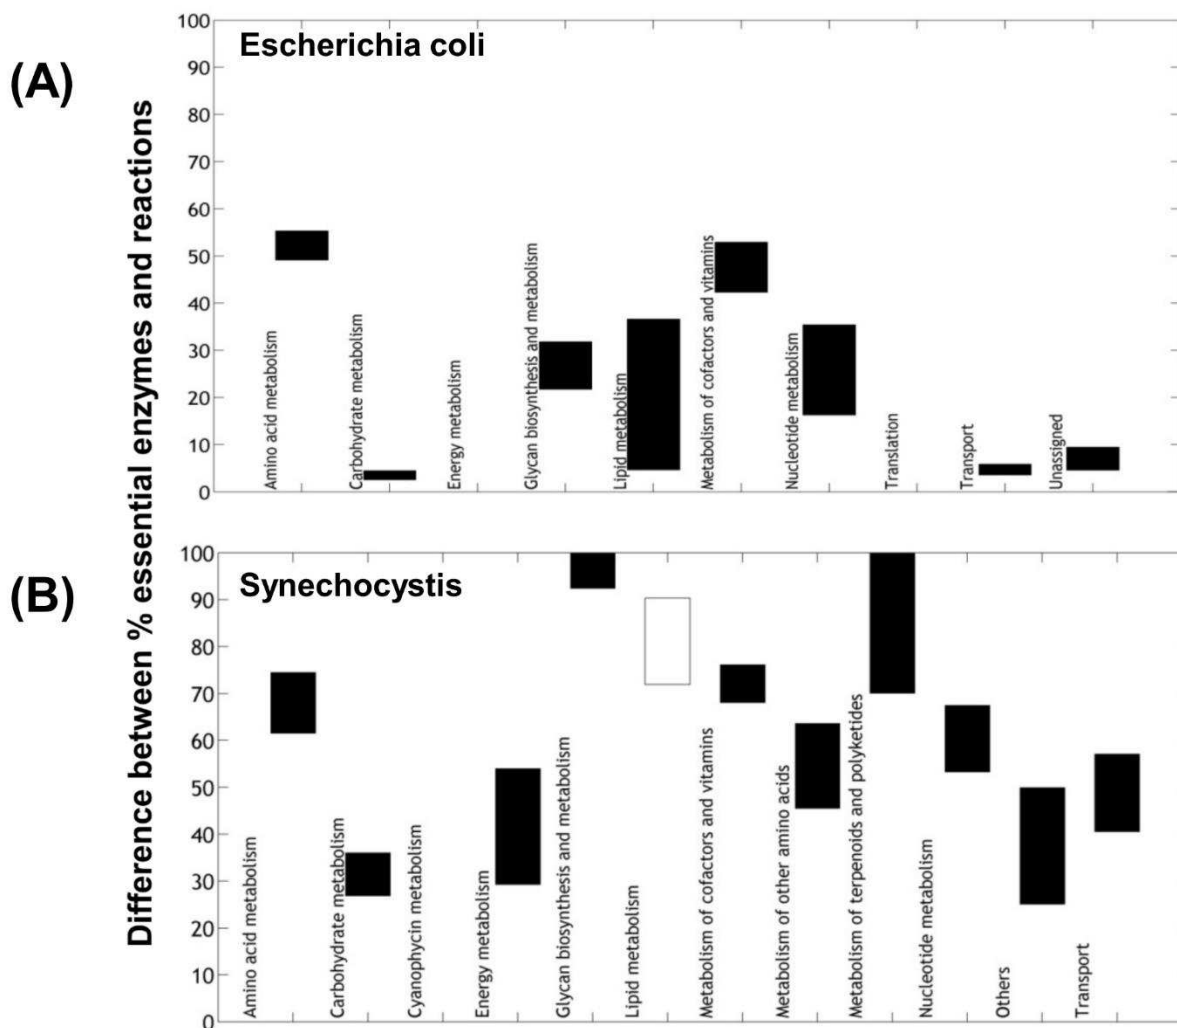 (A)
Escherichia coli
Difference between % essential enzymes and reactions
100
90
80
70
60
50
40
30
20
10
0
Amino acid metabolism
Carbohydrate metabolism
Energy metabolism
Glycan biosynthesis and metabolism
Lipid metabolism
Metabolism of cofactors and vitamins
Nucleotide metabolism
Translation
Transport
Unassigned
(B)
Synechocystis
100
90
80
70
60
50
40
30
20
10
0
Amino acid metabolism
Carbohydrate metabolism
Cyanophycin metabolism
Energy metabolism
Glycan biosynthesis and metabolism
Lipid metabolism
Metabolism of cofactors and vitamins
Metabolism of other amino acids
Metabolism of terpenoids and polyketides
Nucleotide metabolism
Others
Transport